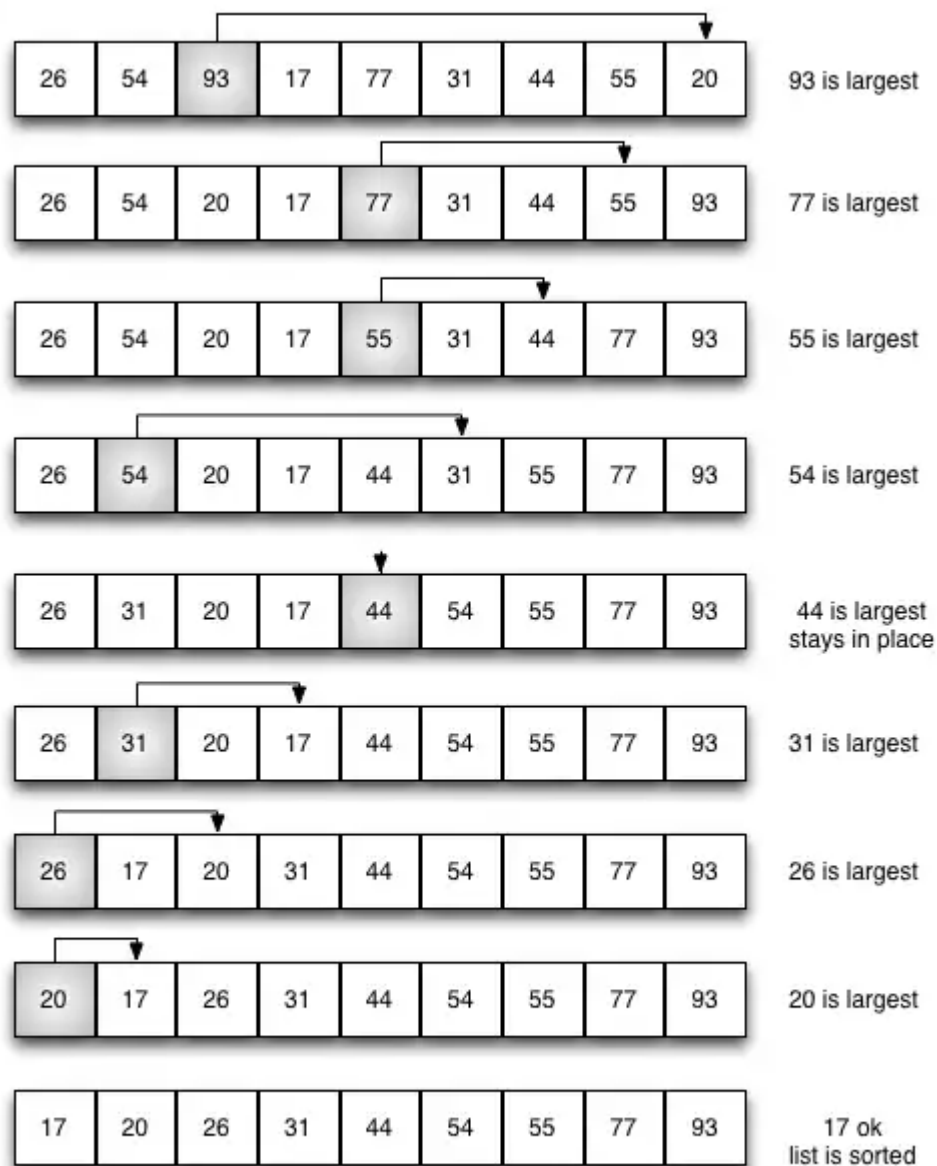 26 54 93 17 77 31 44 55 20 93 is largest
26 54 20 17 77 31 44 55 93 77 is largest
26 54 20 17 55 31 44 77 93 55 is largest
26 54 20 17 44 31 55 77 93 54 is largest
26 31 20 17 44 54 55 77 93 44 is largest
stays in place
26 31 20 17 44 54 55 77 93 31 is largest
26 17 20 31 44 54 55 77 93 26 is largest
20 17 26 31 44 54 55 77 93 20 is largest
17 20 26 31 44 54 55 77 93 17 ok
list is sorted